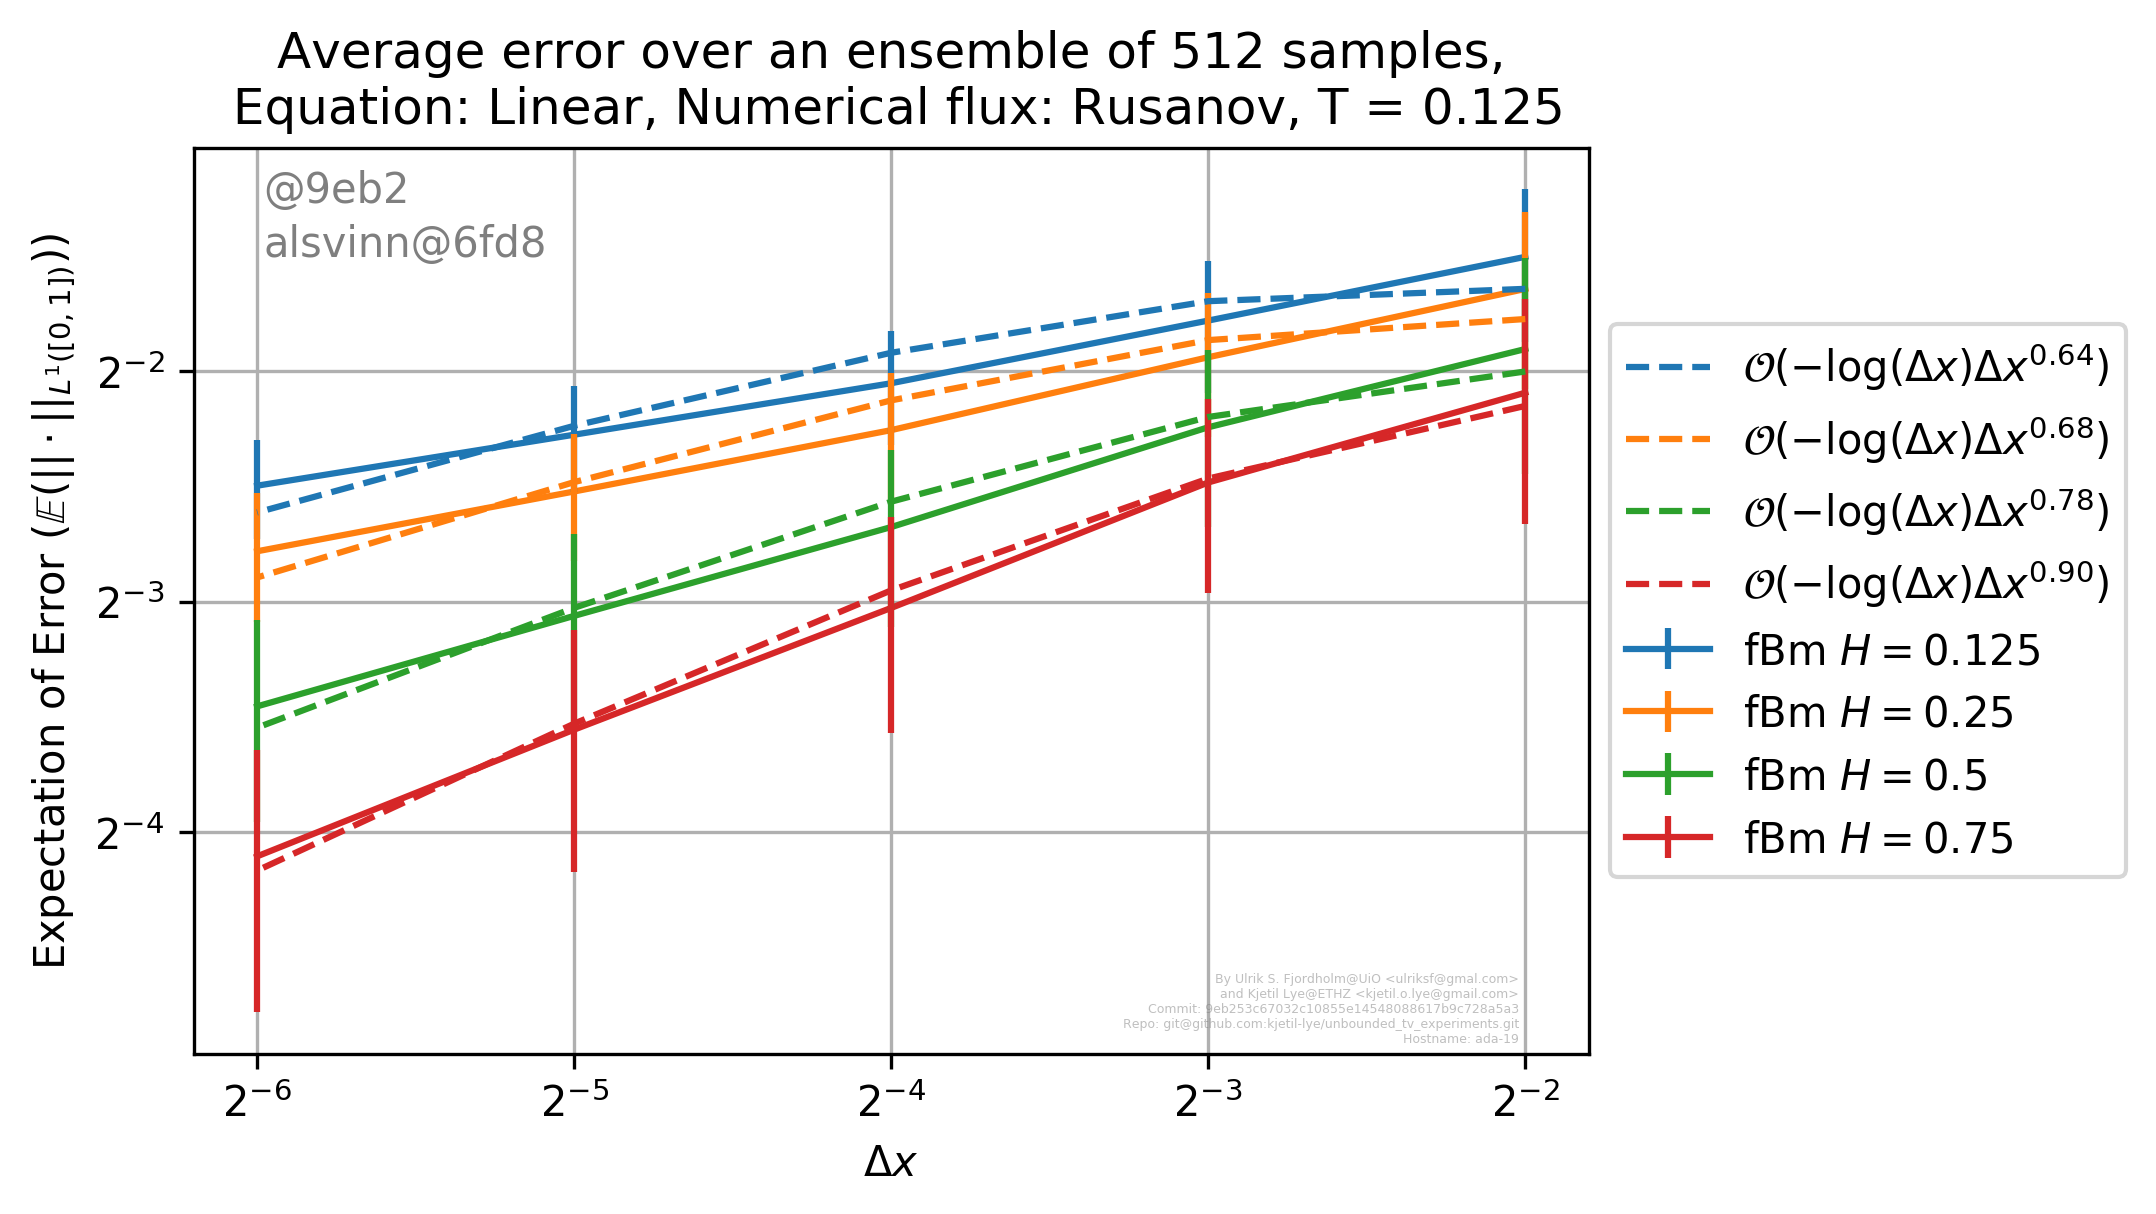 Average error over an ensemble of 512 samples,
Equation: Linear, Numerical flux: Rusanov, T = 0.125
@9eb2
alsvinn@6fd8
Expectation of Error (𝔼(|| · ||_{L^1([0, 1])}))
2^{-2}
2^{-3}
2^{-4}
By Ulrik S. Fjordholm@UiO <ulriksf@gmal.com>
and Kjetil Lye@ETHZ <kjetil.o.lye@gmail.com>
Commit: 9eb253c67032c10855e14548088617b9c728a5a3
Repo: git@github.com:kjetil-lye/unbounded_tv_experiments.git
Hostname: ada-19
2^{-6}
2^{-5}
2^{-4}
2^{-3}
2^{-2}
Δx
𝒪(−log(Δx)Δx^{0.64})
𝒪(−log(Δx)Δx^{0.68})
𝒪(−log(Δx)Δx^{0.78})
𝒪(−log(Δx)Δx^{0.90})
fBm H = 0.125
fBm H = 0.25
fBm H = 0.5
fBm H = 0.75